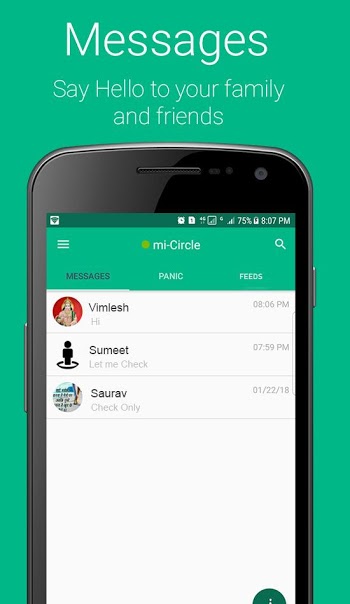 Messages
Say Hello to your family
and friends
75% 8:07 PM
mi-Circle
MESSAGES PANIC FEEDS
Vimlesh 08:06 PM
Hi
Sumeet 07:59 PM
Let me Check
Saurav 01/22/18
Check Only